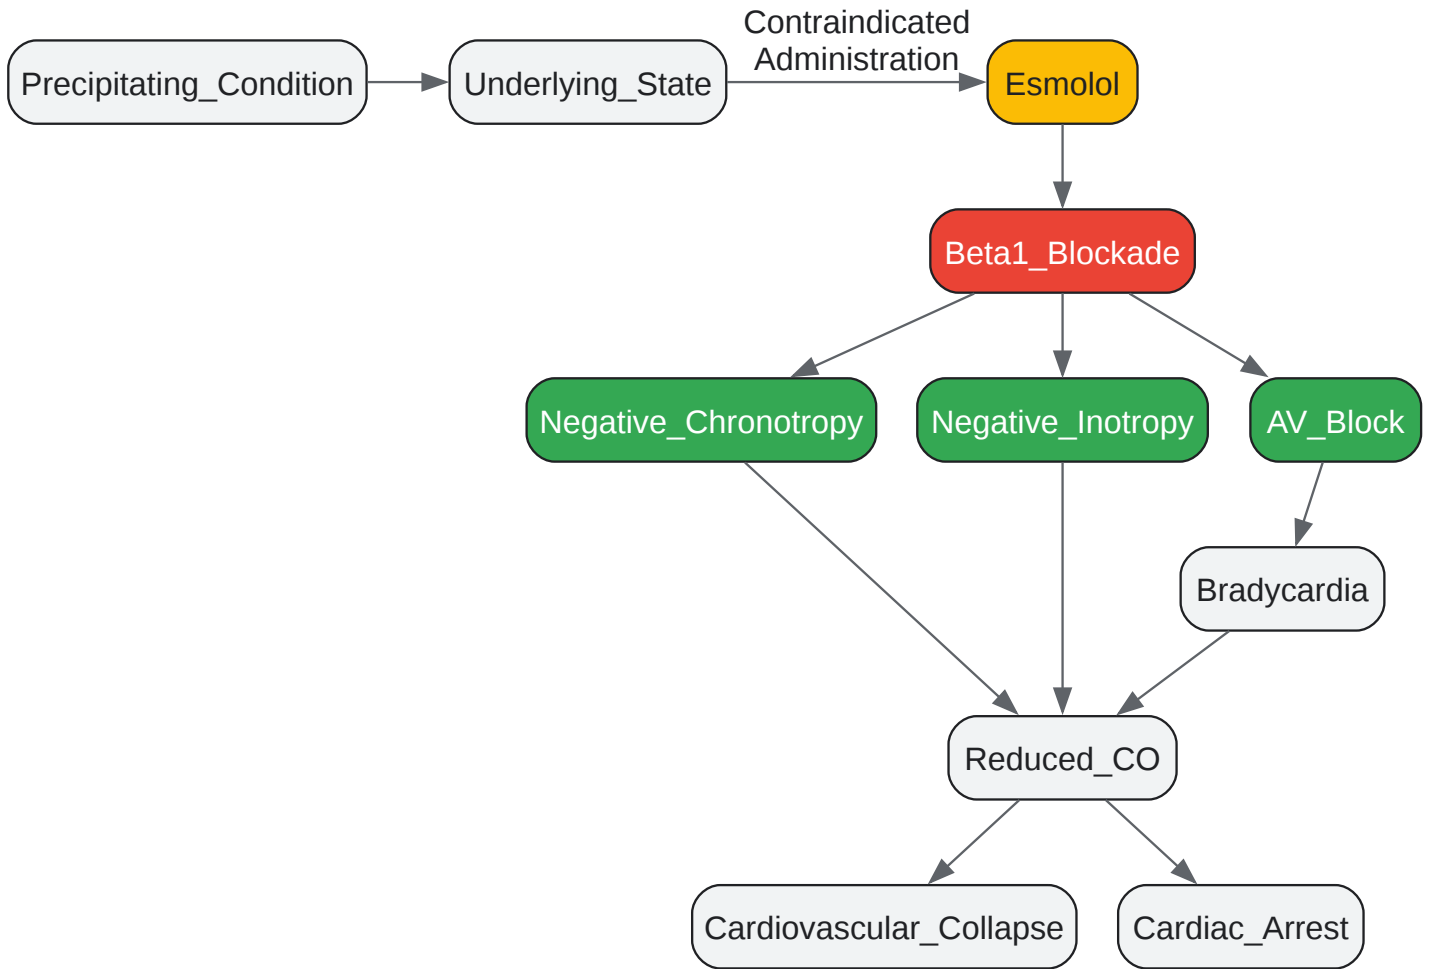 Contraindicated
Administration
Precipitating_Condition
Underlying_State
Esmolol
Beta1_Blockade
Negative_Chronotropy
Negative_Inotropy
AV_Block
Bradycardia
Reduced_CO
Cardiovascular_Collapse
Cardiac_Arrest